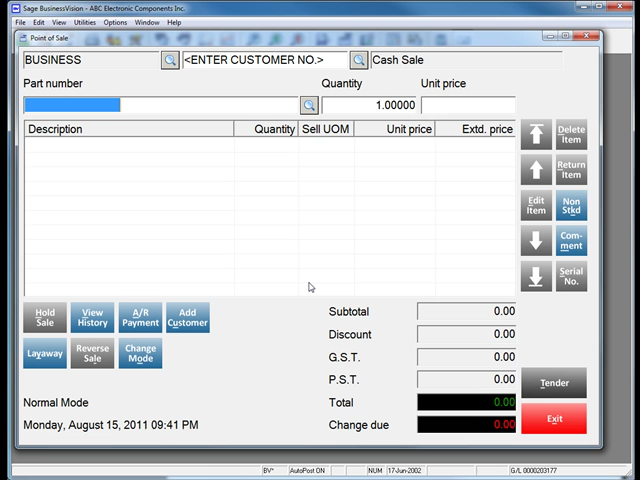 Sage BusinessVision - ABC Electronic Components Inc.
File Edit View Utilities Options Window Help
Point of Sale
BUSINESS <ENTER CUSTOMER NO.> Cash Sale
Part number Quantity Unit price
1.00000
Description Quantity Sell UOM Unit price Extd. price
Delete Item
Return Item
Edit Item Non Stkd
Comment
Serial No.
Hold Sale View History A/R Payment Add Customer
Layaway Reverse Sale Change Mode
Subtotal 0.00
Discount 0.00
G.S.T. 0.00
P.S.T. 0.00
Total 0.00
Change due 0.00
Tender
Exit
Normal Mode
Monday, August 15, 2011 09:41 PM
BV* AutoPost ON NUM 17-Jun-2002 G/L 0000203177